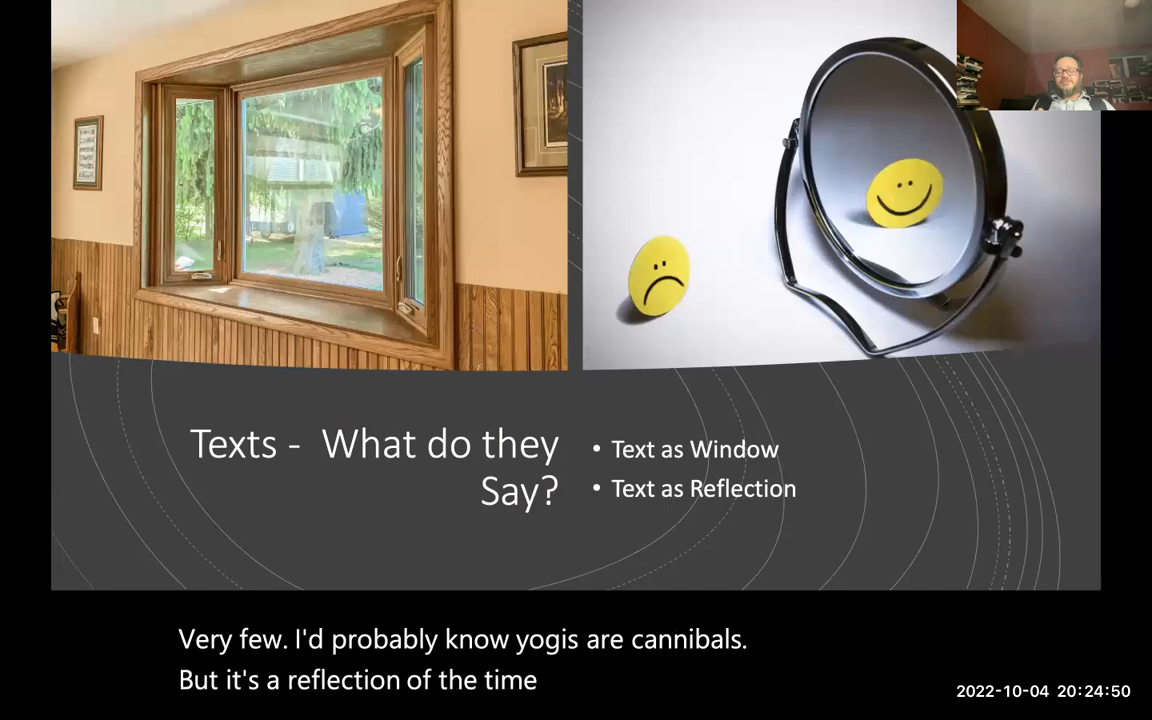 Texts -  What do they
Say?
• Text as Window
• Text as Reflection
Very few. I'd probably know yogis are cannibals.
But it's a reflection of the time
2022-10-04 20:24:50